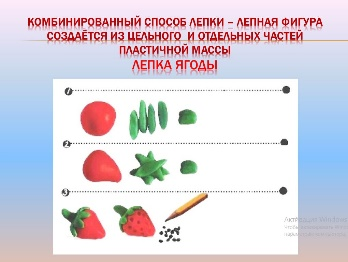 КОМБИНИРОВАННЫЙ СПОСОБ ЛЕПКИ – ЛЕПНАЯ ФИГУРА
СОЗДАЁТСЯ ИЗ ЦЕЛЬНОГО И ОТДЕЛЬНЫХ ЧАСТЕЙ
ПЛАСТИЧНОЙ МАССЫ
ЛЕПКА ЯГОДЫ
1
2
3
Активация Windows